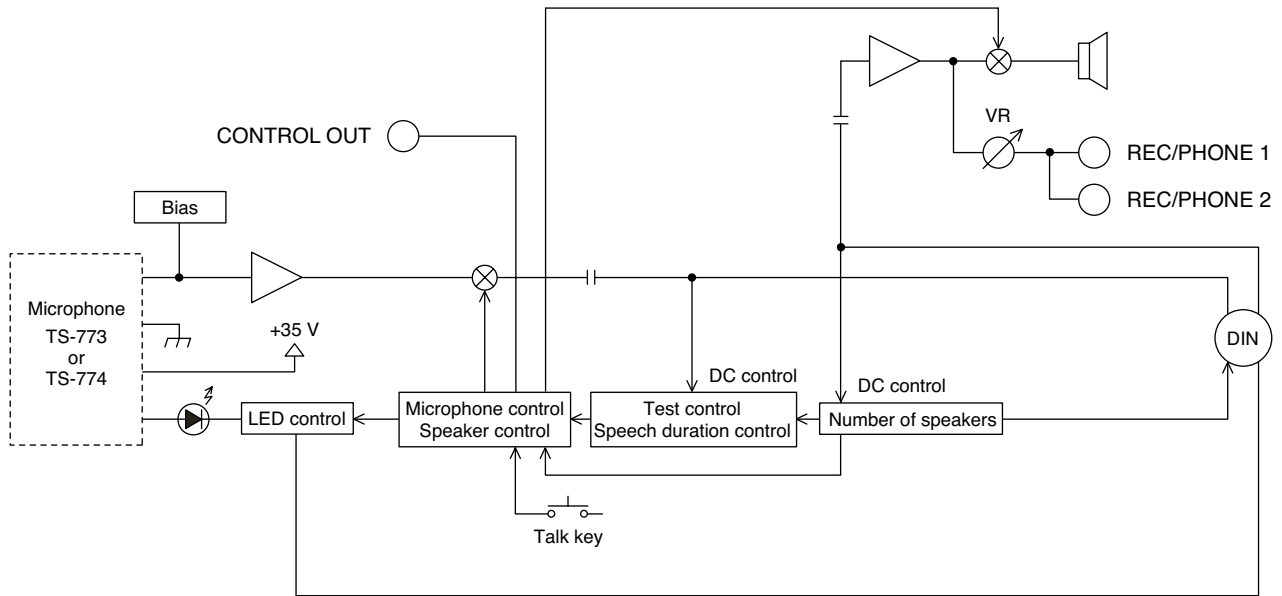 VR
CONTROL OUT
REC/PHONE 1
REC/PHONE 2
Bias
Microphone
TS-773
or
TS-774
+35 V
DIN
DC control
DC control
LED control
Microphone control
Speaker control
Test control
Speech duration control
Number of speakers
Talk key